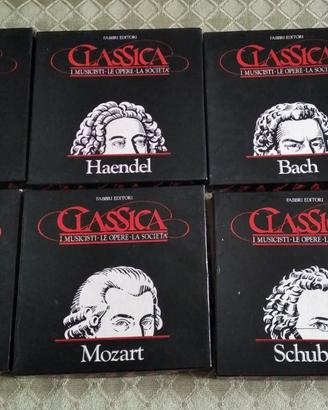 FABBRI EDITORI
CLASSICA
I MUSICISTI·LE OPERE·LA SOCIETÀ
Haendel
FABBRI EDITORI
CLASSICA
I MUSICISTI·LE OPERE·LA SOCIETÀ
Bach
FABBRI EDITORI
CLASSICA
I MUSICISTI·LE OPERE·LA SOCIETÀ
Mozart
FABBRI EDITORI
CLASSICA
I MUSICISTI·LE OPERE·LA SOCIETÀ
Schub